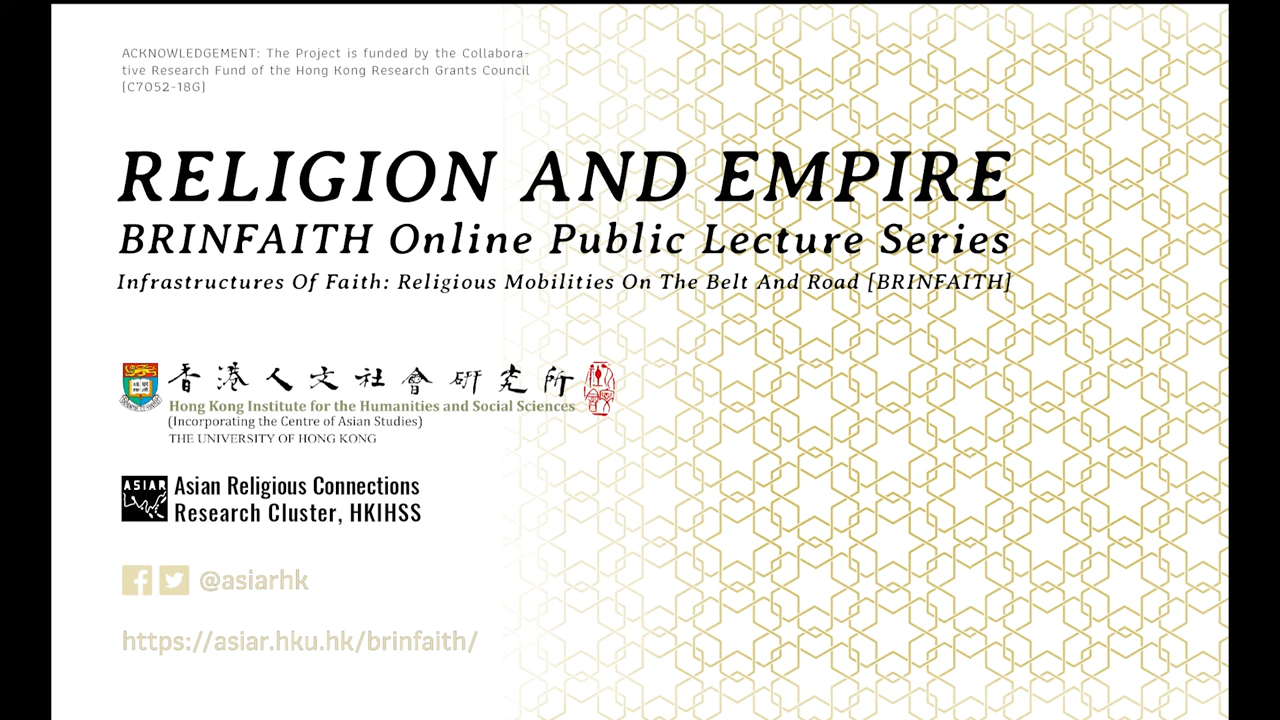 ACKNOWLEDGEMENT: The Project is funded by the Collabora-
tive Research Fund of the Hong Kong Research Grants Council
[C7052-18G]
RELIGION AND EMPIRE
BRINFAITH Online Public Lecture Series
Infrastructures Of Faith: Religious Mobilities On The Belt And Road [BRINFAITH]
香港人文社會研究所
Hong Kong Institute for the Humanities and Social Sciences
(Incorporating the Centre of Asian Studies)
THE UNIVERSITY OF HONG KONG
ASIAR
Asian Religious Connections
Research Cluster, HKIHSS
@asiarhk
https://asiar.hku.hk/brinfaith/